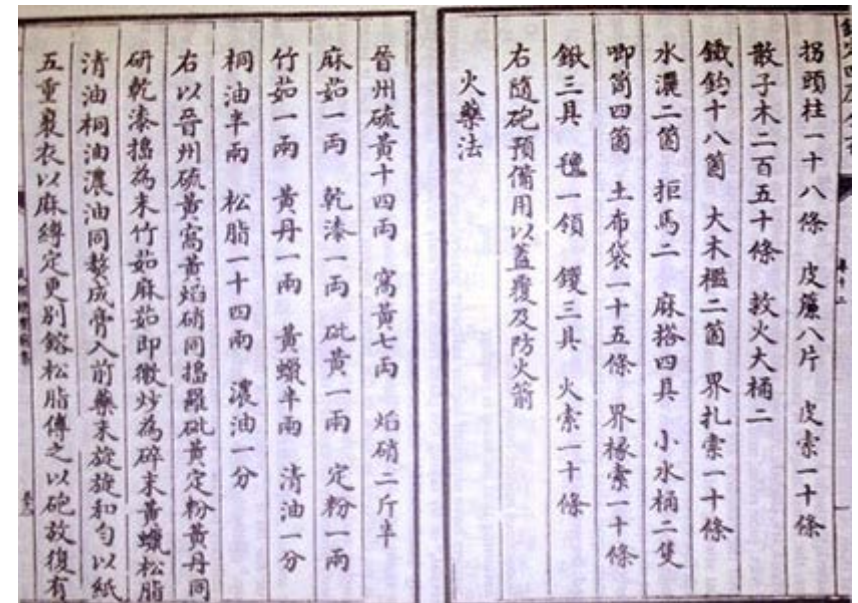 拐頭柱一十八條 皮簾八片 皮索一十條
散子木二百五十條 救火大桶二
鐵鈎十八箇 大木檻二箇 界扎索一十條
水濃二箇 拒馬二 麻搭四具 小水桶二隻
唧筒四箇 土布袋一十五條 界椽索一十條
鍬三具 氊一領 钁三具 火索一十條
右隨砲預備用以蓋覆及防火箭
火藥法
晉州硫黃十四兩 窩黃七兩 焰硝二斤半
麻茹一兩 乾漆一兩 砒黃一兩 定粉一兩
竹茹一兩 黃丹一兩 黃蠟半兩 清油一分
桐油半兩 松脂一十四兩 濃油一分
右以晉州硫黃窩黃焰硝同搗羅砒黃定粉黃丹同
研乾漆搗為末竹茹麻茹即微炒為碎末黃蠟松脂
清油桐油濃油同熬成膏入前藥末旋旋和匀以紙
五重裹衣以麻縛定更別鎔松脂傅之以砲放復有